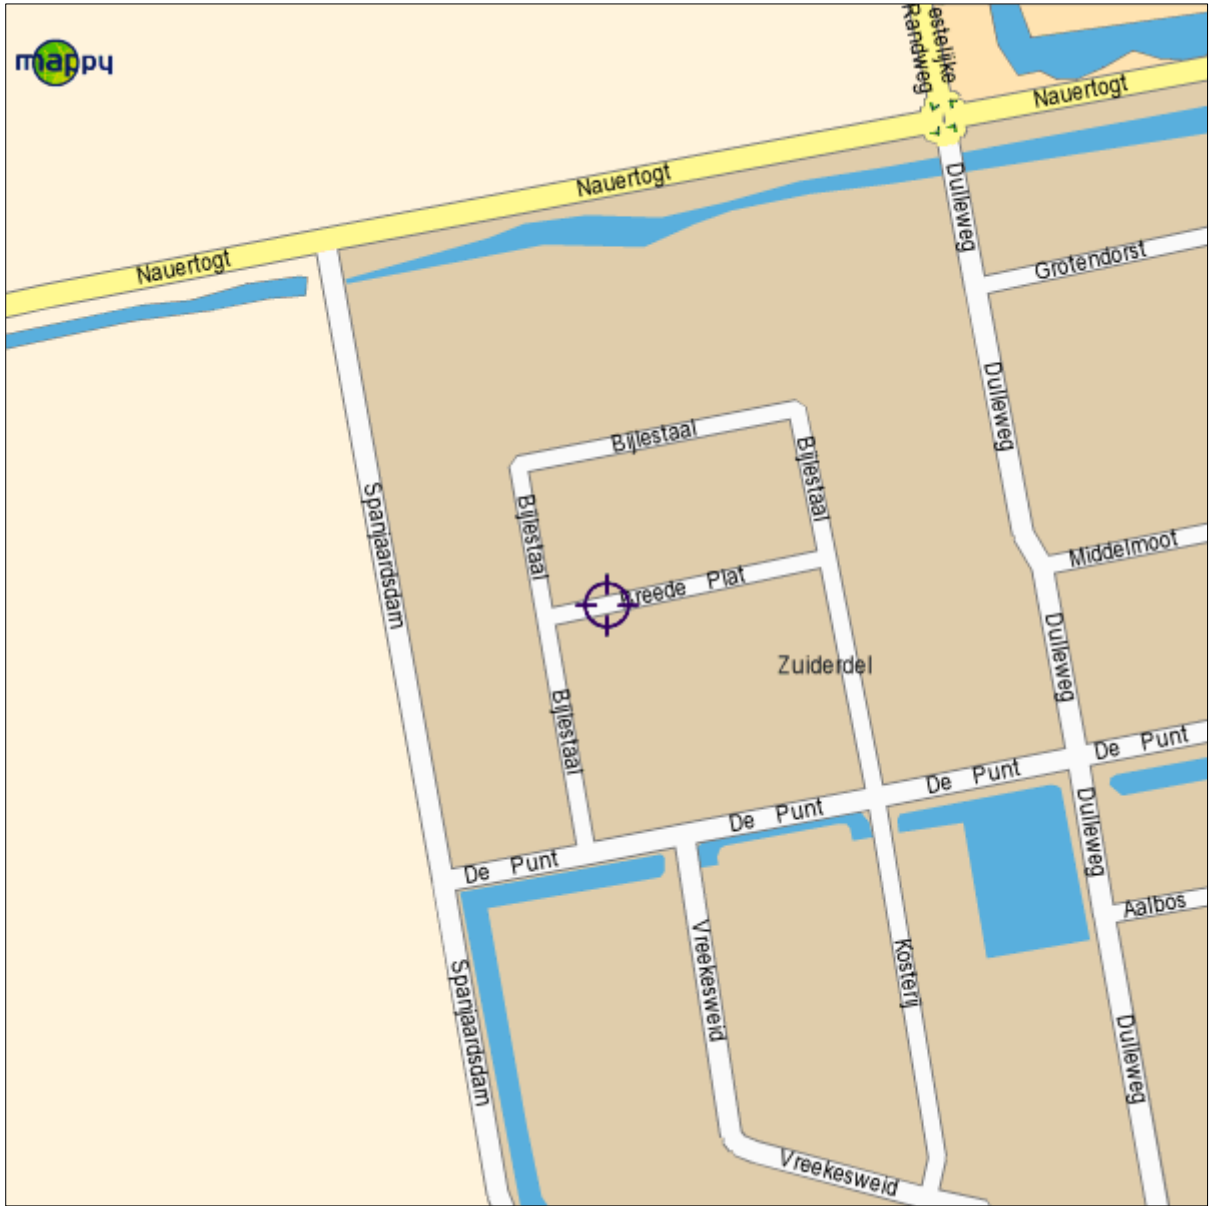 mappy
estelijke
Randweg
Nauertogt
Nauertogt
Nauertogt
Dulleweg
Grotendorst
Dulleweg
Bijlestaal
Bijlestaal
Bijlestaal
Spanjaardsdam
Middelmoot
reede Plat
Dulleweg
Zuiderdel
Bijlestaal
De Punt
De Punt
De Punt
De Punt
Dulleweg
Aalbos
Vreekesweid
Kosterij
Spanjaardsdam
Dulleweg
Vreekesweid